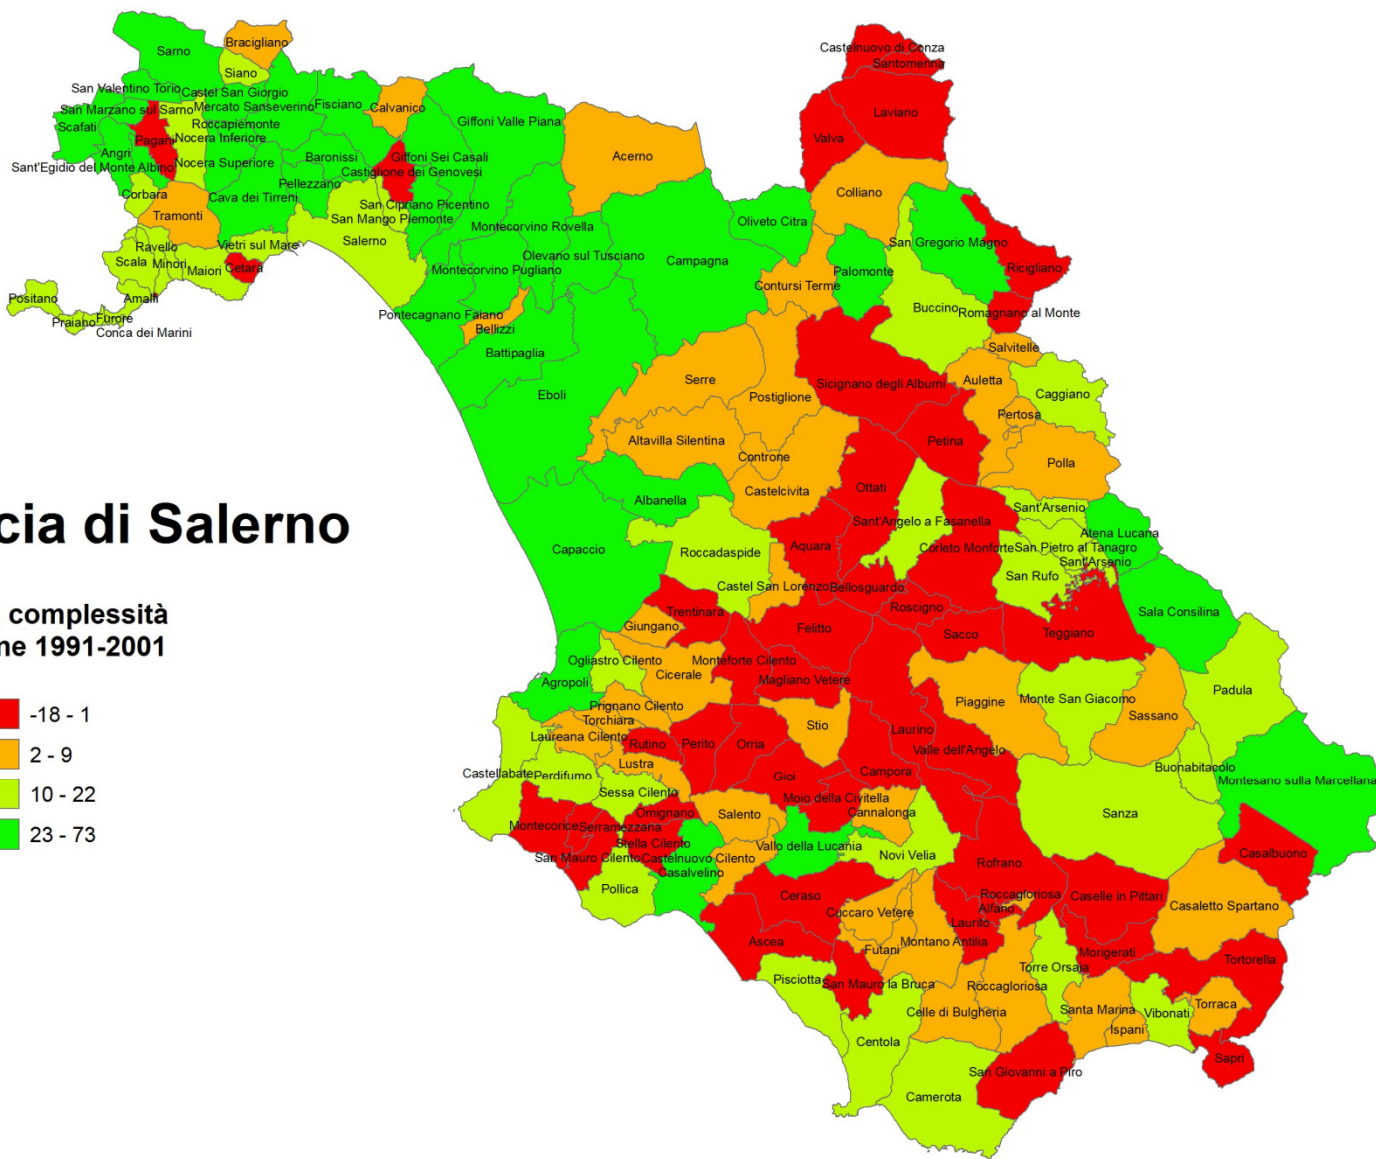 Bracigliano
Sarno
Siano
Castelnuovo di Conza
Santomenna
San Valentino Torio
Castel San Giorgio
Mercato Sanseverino
Fisciano
Calvanico
San Marzano sul Sarno
Laviano
Scafati
Roccapiemonte
Giffoni Valle Piana
Pagani
Nocera Inferiore
Valva
Angri
Baronissi
Giffoni Sei Casali
Acerno
Sant'Egidio del Monte Albino
Nocera Superiore
Castiglione dei Genovesi
Pellezzano
Corbara
Cava dei Tirreni
San Cipriano Picentino
Colliano
Tramonti
San Mango Piemonte
Oliveto Citra
Montecorvino Rovella
Ravello
Vietri sul Mare
Salerno
San Gregorio Magno
Scala
Minori
Maiori
Cetara
Olevano sul Tusciano
Campagna
Ricigliano
Montecorvino Pugliano
Palomonte
Contursi Terme
Positano
Amalfi
Buccino
Romagnano al Monte
Praiano
Furore
Conca dei Marini
Pontecagnano Faiano
Bellizzi
Salvitelle
Battipaglia
Serre
Sicignano degli Alburni
Auletta
Eboli
Postiglione
Caggiano
Pertosa
Altavilla Silentina
Petina
Controne
Polla
Castelcivita
Ottati
Albanella
Sant'Arsenio
cia di Salerno
Sant'Angelo a Fasanella
Atena Lucana
Capaccio
Roccadaspide
Aquara
Corleto Monforte
San Pietro al Tanagro
Sant'Arsenio
San Rufo
Castel San Lorenzo
Bellosguardo
complessità
Trentinara
Roscigno
Sala Consilina
Giungano
Felitto
Sacco
Teggiano
ne 1991-2001
Ogliastro Cilento
Monteforte Cilento
Cicerale
Magliano Vetere
Agropoli
Padula
Piaggine
Monte San Giacomo
Prignano Cilento
Sassano
-18 - 1
Torchiara
Stio
Laurino
Laureana Cilento
Rutino
Perito
Orria
Valle dell'Angelo
2 - 9
Lustra
Buonabitacolo
Castellabate
Perdifumo
Gioi
Campora
Montesano sulla Marcellana
10 - 22
Sessa Cilento
Moio della Civitella
Cannalonga
Omignano
Salento
Sanza
Montecorice
Serramezzana
23 - 73
Stella Cilento
Vallo della Lucania
San Mauro Cilento
Castelnuovo Cilento
Novi Velia
Casalbuono
Casalvelino
Rofrano
Pollica
Ceraso
Roccagloriosa
Caselle in Pittari
Casaletto Spartano
Cuccaro Vetere
Alfano
Laurito
Ascea
Futani
Montano Antilia
Morigerati
Tortorella
Torre Orsaja
Pisciotta
San Mauro la Bruca
Roccagloriosa
Celle di Bulgheria
Santa Marina
Vibonati
Torraca
Ispani
Centola
Sapri
San Giovanni a Piro
Camerota